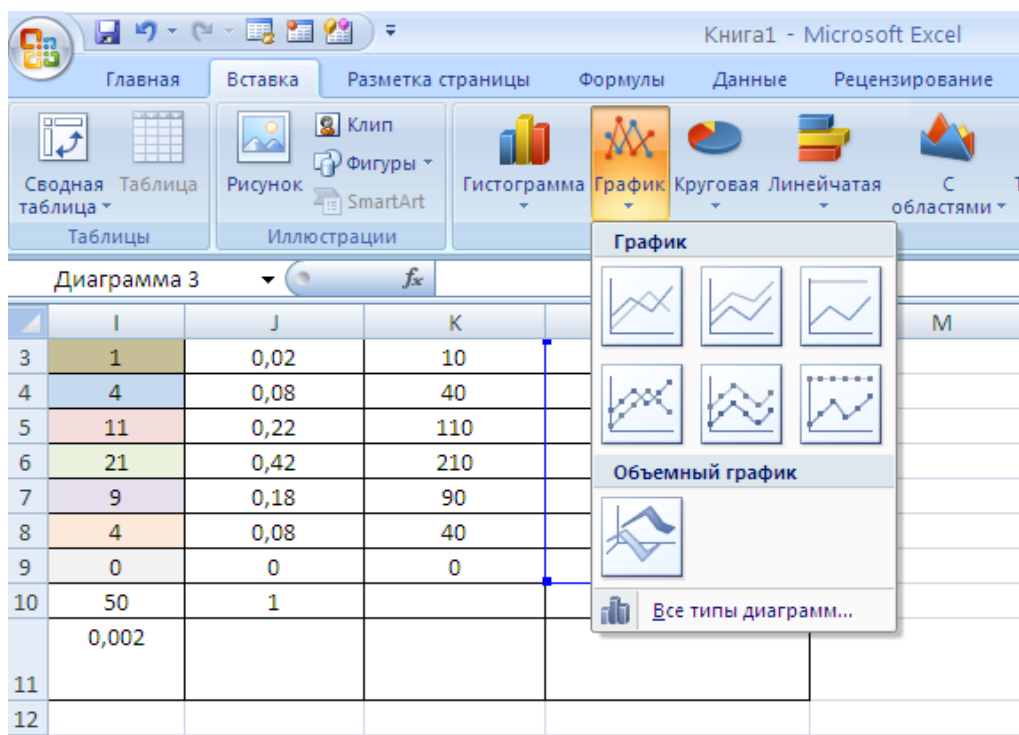 Книга1 - Microsoft Excel
Главная Вставка Разметка страницы Формулы Данные Рецензирование
Сводная таблица
Таблица
Таблицы
Рисунок
Клип
Фигуры
SmartArt
Иллюстрации
Гистограмма
График
Круговая
Линейчатая
С областями
График
Объемный график
Все типы диаграмм...
Диаграмма 3 fx
I J K M
3 1 0,02 10
4 4 0,08 40
5 11 0,22 110
6 21 0,42 210
7 9 0,18 90
8 4 0,08 40
9 0 0 0
10 50 1
0,002
11
12